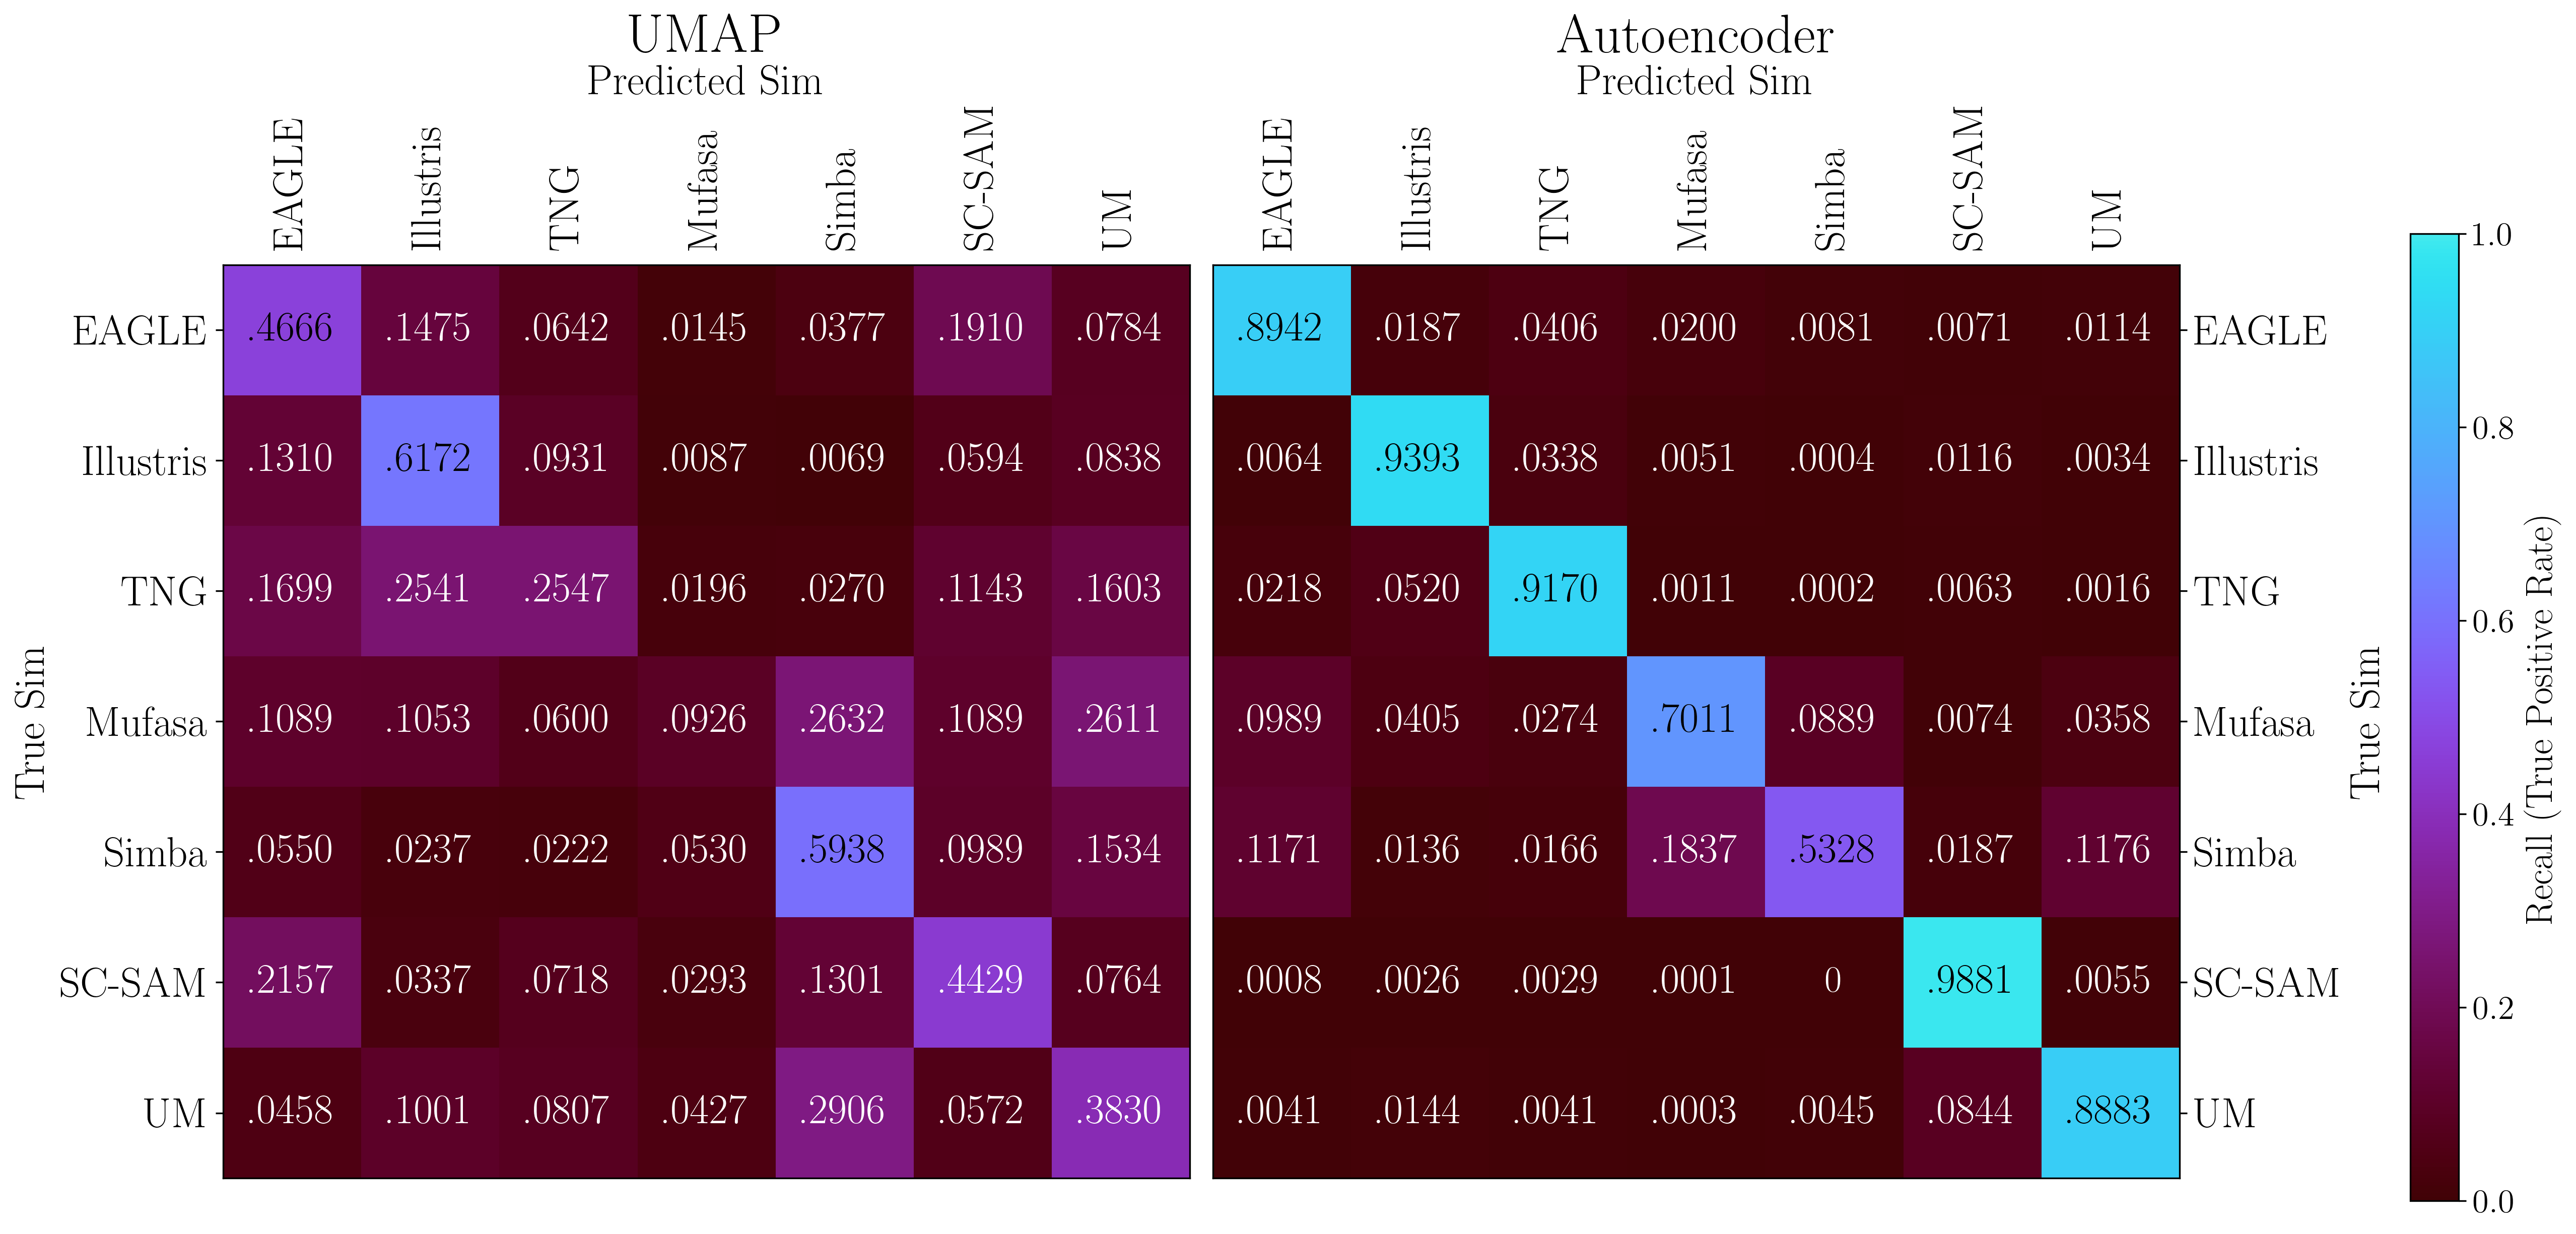 UMAP
Predicted Sim
EAGLE Illustris TNG Mufasa Simba SC-SAM UM
True Sim
EAGLE .4666 .1475 .0642 .0145 .0377 .1910 .0784
Illustris .1310 .6172 .0931 .0087 .0069 .0594 .0838
TNG .1699 .2541 .2547 .0196 .0270 .1143 .1603
Mufasa .1089 .1053 .0600 .0926 .2632 .1089 .2611
Simba .0550 .0237 .0222 .0530 .5938 .0989 .1534
SC-SAM .2157 .0337 .0718 .0293 .1301 .4429 .0764
UM .0458 .1001 .0807 .0427 .2906 .0572 .3830
Autoencoder
Predicted Sim
EAGLE Illustris TNG Mufasa Simba SC-SAM UM
.8942 .0187 .0406 .0200 .0081 .0071 .0114 EAGLE
.0064 .9393 .0338 .0051 .0004 .0116 .0034 Illustris
.0218 .0520 .9170 .0011 .0002 .0063 .0016 TNG
.0989 .0405 .0274 .7011 .0889 .0074 .0358 Mufasa
.1171 .0136 .0166 .1837 .5328 .0187 .1176 Simba
.0008 .0026 .0029 .0001 0 .9881 .0055 SC-SAM
.0041 .0144 .0041 .0003 .0045 .0844 .8883 UM
True Sim
1.0
0.8
0.6
0.4
0.2
0.0
Recall (True Positive Rate)